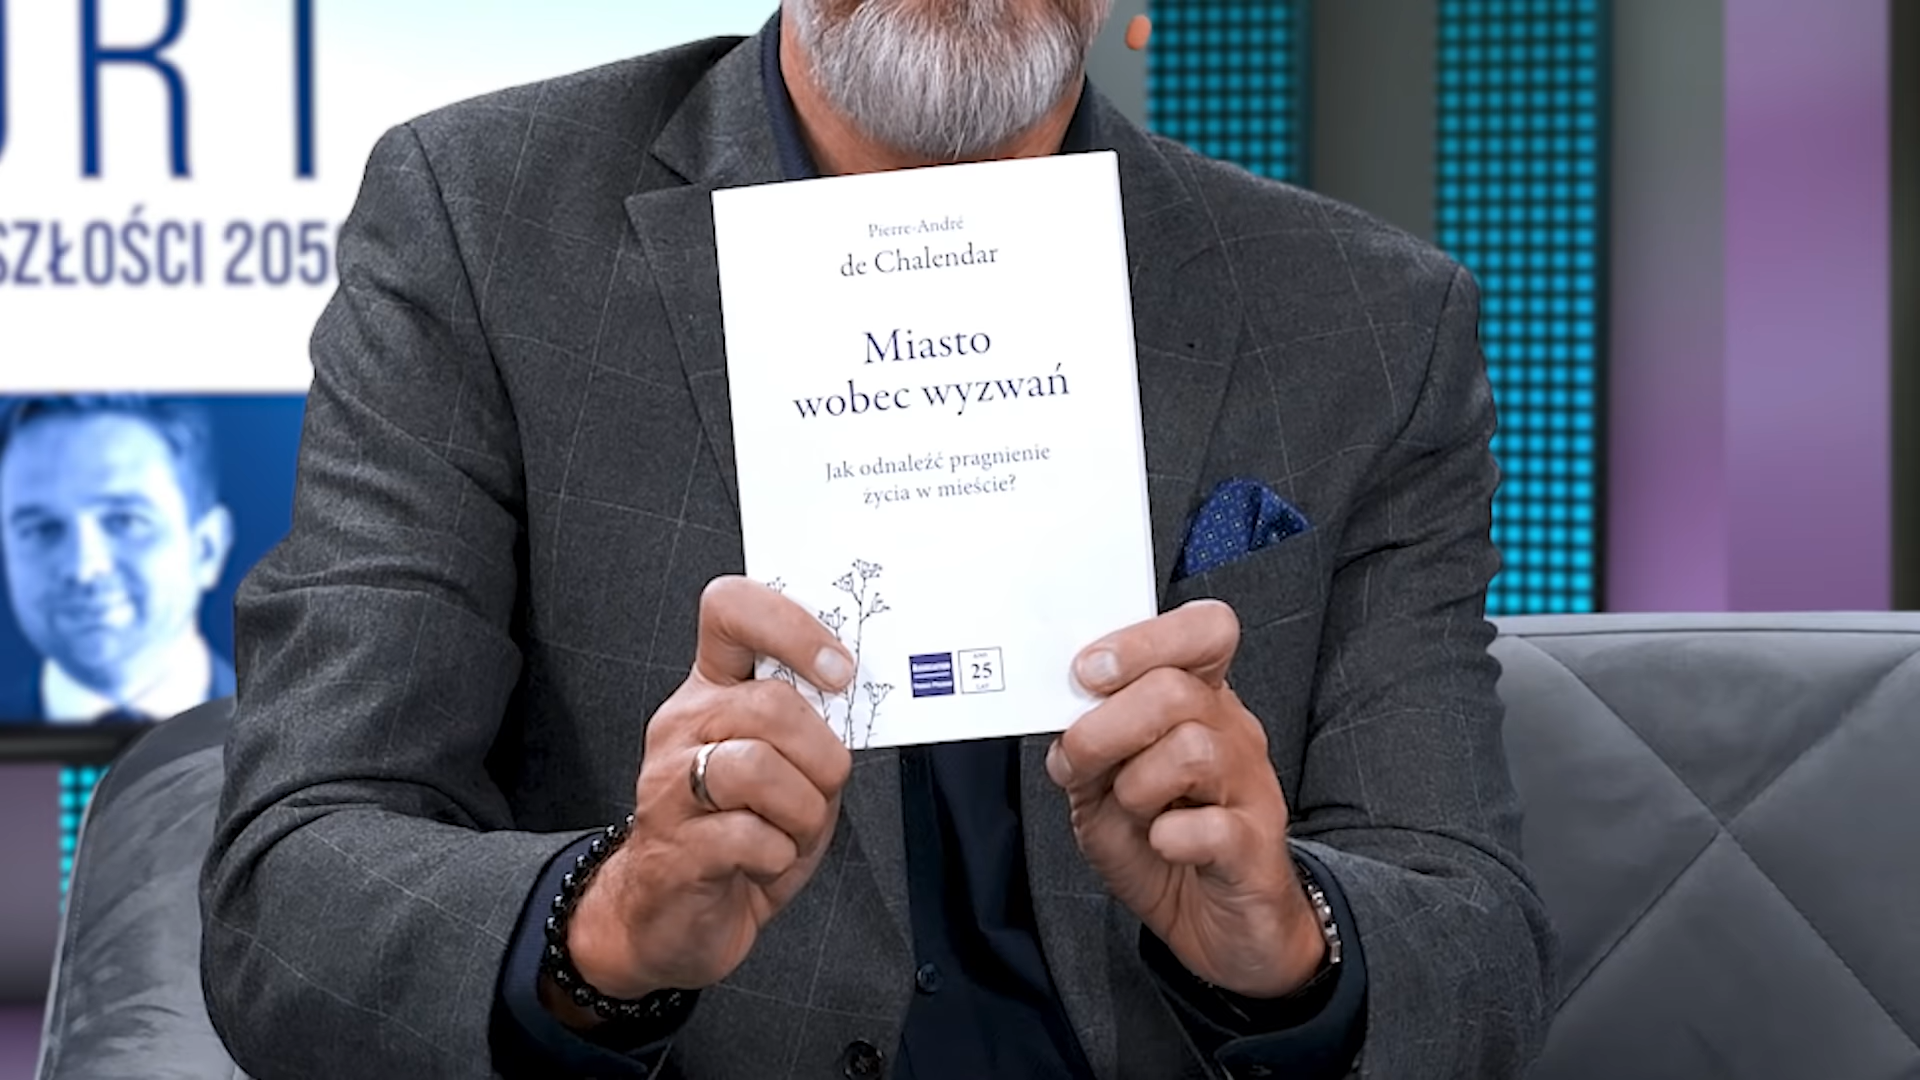 SZŁOŚCI 205
Pierre-André
de Chalendar
Miasto
wobec wyzwań
Jak odnaleźć pragnienie
życia w mieście?
25